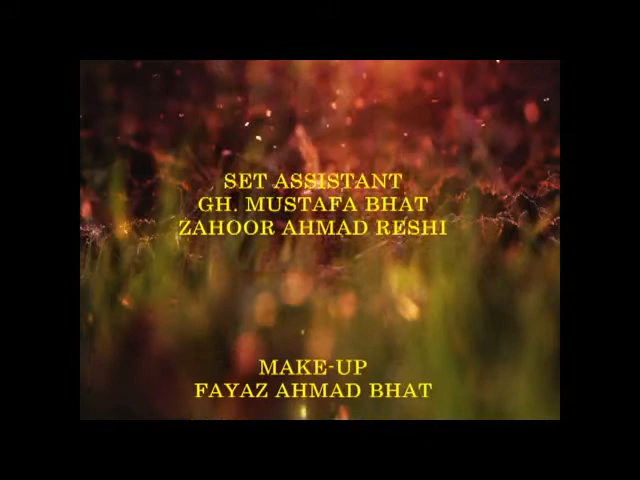 SET ASSISTANT
GH. MUSTAFA BHAT
ZAHOOR AHMAD RESHI
MAKE-UP
FAYAZ AHMAD BHAT